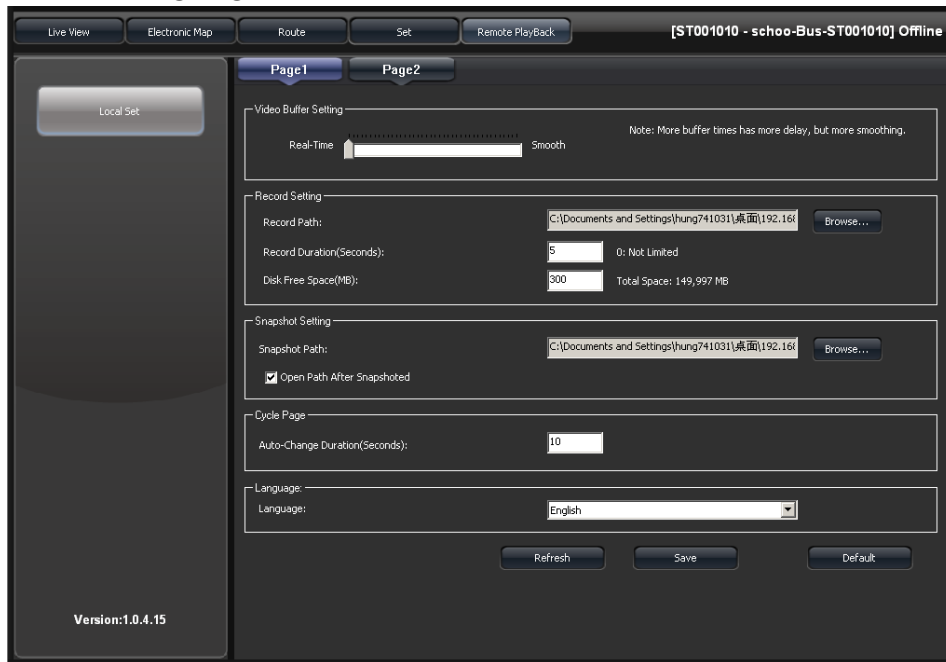 Live View Electronic Map Route Set Remote PlayBack [ST001010 - schoo-Bus-ST001010] Offline
Page1 Page2
Local Set
Video Buffer Setting
Real-Time Smooth
Note: More buffer times has more delay, but more smoothing.
Record Setting
Record Path: C:\Documents and Settings\hung741031\桌面\192.168 Browse...
Record Duration(Seconds): 5 0: Not Limited
Disk Free Space(MB): 300 Total Space: 149,997 MB
Snapshot Setting
Snapshot Path: C:\Documents and Settings\hung741031\桌面\192.168 Browse...
Open Path After Snapshoted
Cycle Page
Auto-Change Duration(Seconds): 10
Language:
Language: English
Refresh Save Default
Version:1.0.4.15